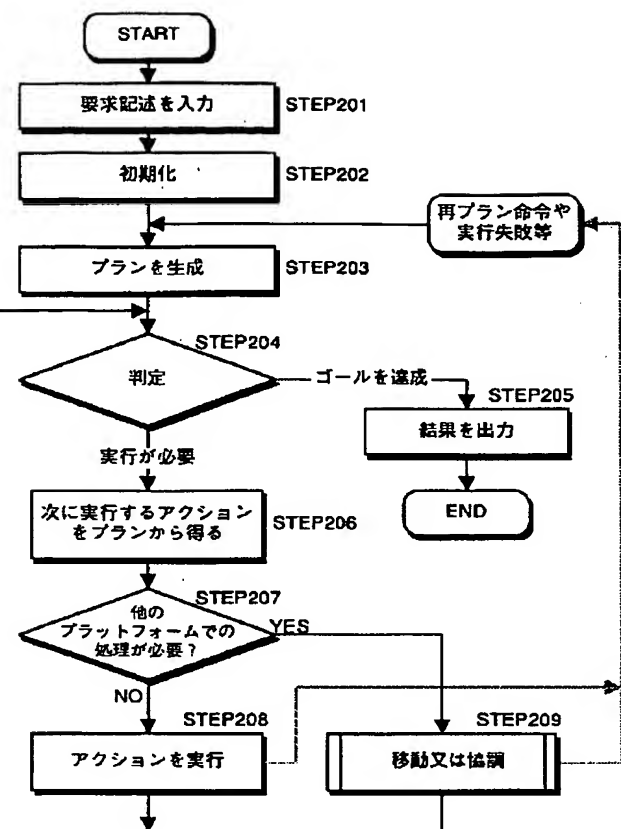 START
要求記述を入力
STEP201
初期化
STEP202
再プラン命令や
実行失敗等
プランを生成
STEP203
STEP204
判定
ゴールを達成
STEP205
結果を出力
実行が必要
END
次に実行するアクション
をプランから得る
STEP206
STEP207
他の
プラットフォームでの
処理が必要?
YES
NO
STEP208
アクションを実行
STEP209
移動又は協調